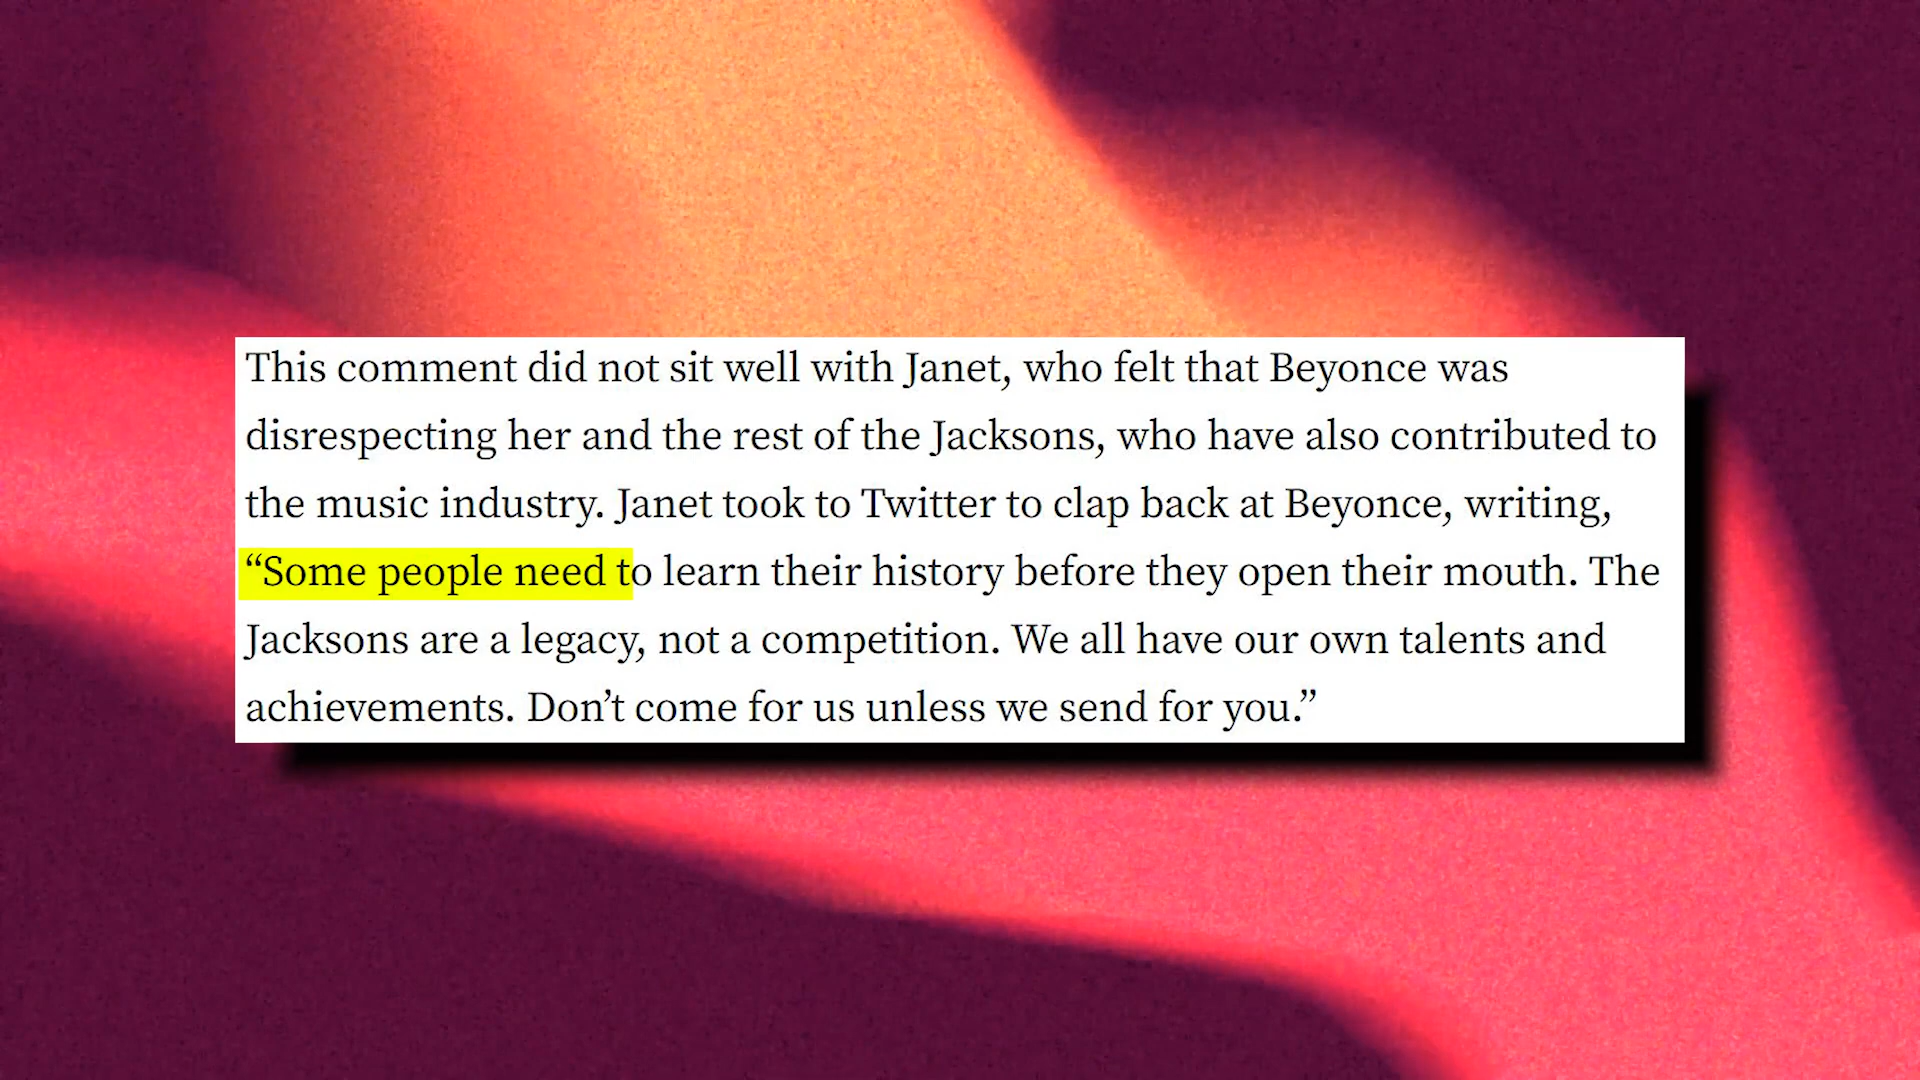 This comment did not sit well with Janet, who felt that Beyonce was
disrespecting her and the rest of the Jacksons, who have also contributed to
the music industry. Janet took to Twitter to clap back at Beyonce, writing,
“Some people need to learn their history before they open their mouth. The
Jacksons are a legacy, not a competition. We all have our own talents and
achievements. Don’t come for us unless we send for you.”